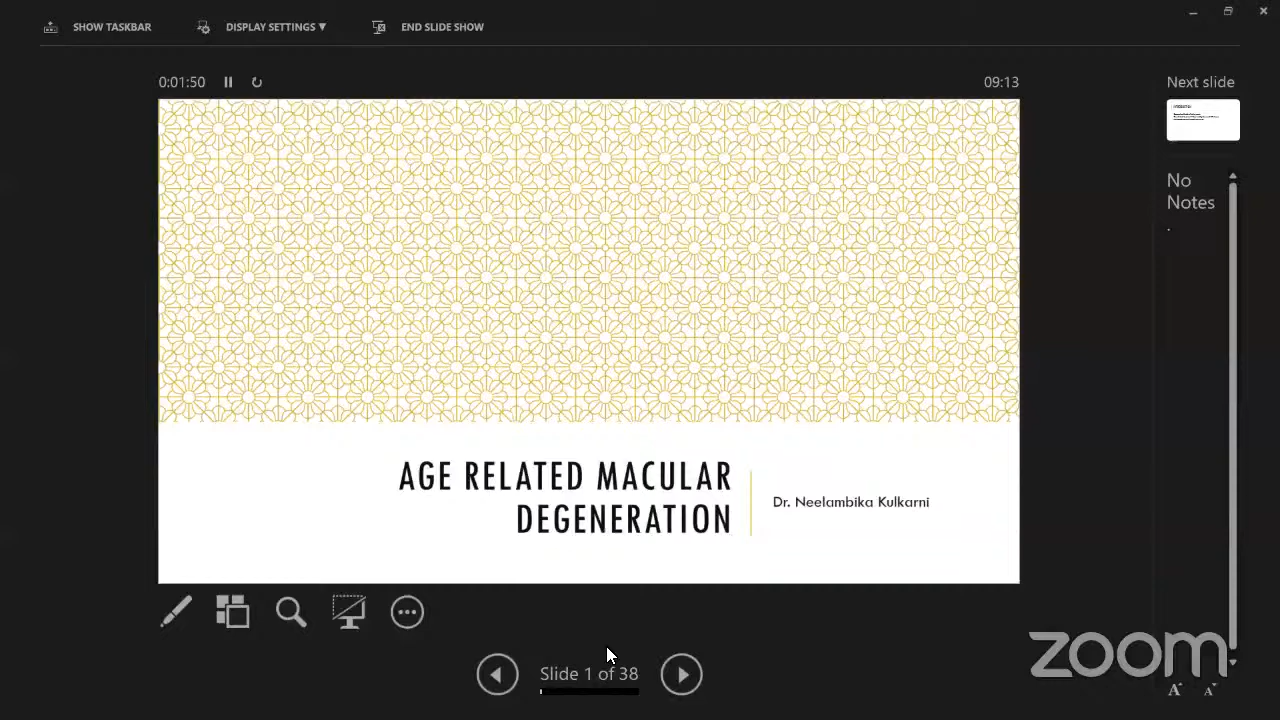 SHOW TASKBAR
DISPLAY SETTINGS ▼
END SLIDE SHOW
0:01:50
09:13
Next slide
No
Notes
.
AGE RELATED MACULAR
DEGENERATION
Dr. Neelambika Kulkarni
Slide 1 of 38
zoom
A A